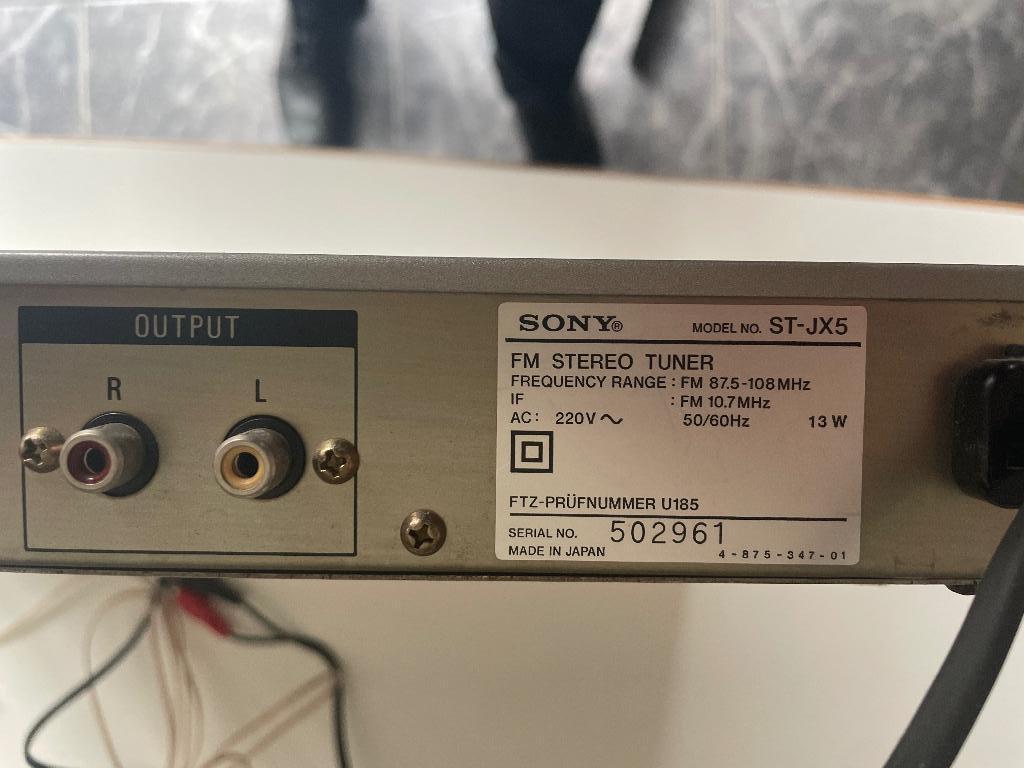 OUTPUT
R L
SONY® MODEL NO. ST-JX5
FM STEREO TUNER
FREQUENCY RANGE : FM 87.5-108 MHz
IF : FM 10.7 MHz
AC: 220V ～ 50/60Hz 13 W
FTZ-PRÜFNUMMER U185
SERIAL NO. 502961
MADE IN JAPAN 4-875-347-01